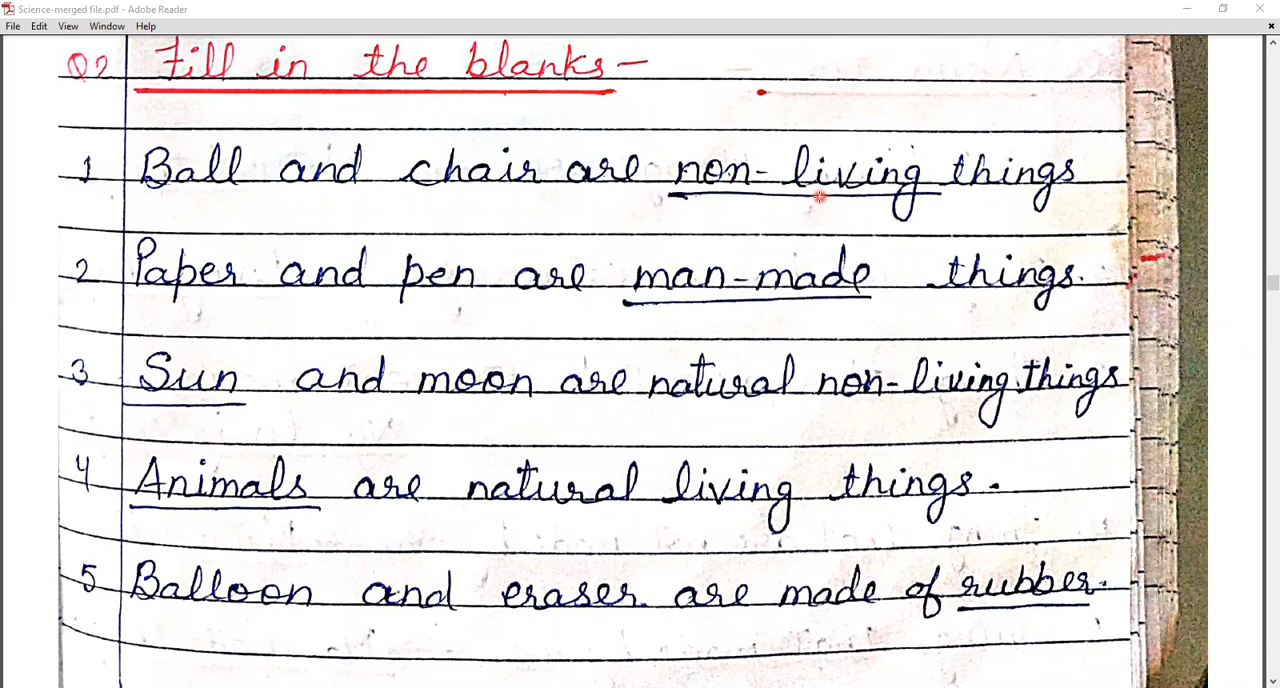 Science-merged file.pdf - Adobe Reader
File Edit View Window Help
Q2 Fill in the blanks-
1 Ball and chair are non-living things
2 Paper and pen are man-made things.
3 Sun and moon are natural non-living things
4 Animals are natural living things.
5 Balloon and eraser are made of rubber.